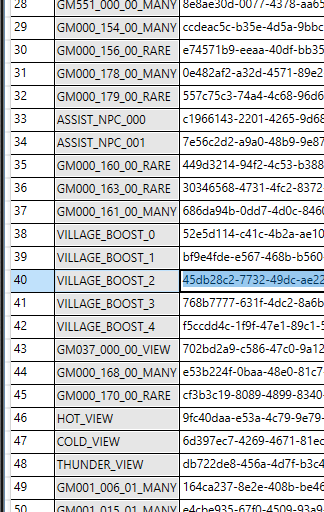 28 GM551_000_00_MANY 8e8ae30d-0077-4378-aa65
29 GM000_154_00_MANY ccdeac5c-b35e-4d5a-9bbc
30 GM000_156_00_RARE e74571b9-eeaa-40df-bb35
31 GM000_178_00_MANY 0e482af2-a32d-4571-89e2
32 GM000_179_00_RARE 557c75c3-74a4-4c68-96d6
33 ASSIST_NPC_000 c1966143-2201-4265-9d68
34 ASSIST_NPC_001 7e56c2d2-a9a0-48b9-9e87
35 GM000_160_00_RARE 449d3214-94f2-4c53-b388
36 GM000_163_00_RARE 30346568-4731-4fc2-8372
37 GM000_161_00_MANY 686da94b-0dd7-4d0c-8460
38 VILLAGE_BOOST_0 52e5d114-c41c-4b2a-ae10
39 VILLAGE_BOOST_1 bf9e4fde-e567-468b-b560
40 VILLAGE_BOOST_2 45db28c2-7732-49dc-ae22
41 VILLAGE_BOOST_3 768b7777-631f-4dc2-8a6b
42 VILLAGE_BOOST_4 f5ccdd4c-1f9f-47e1-89c1-5
43 GM037_000_00_VIEW 702bd2a9-c586-47c0-9a12
44 GM000_168_00_MANY e53b224f-0baa-48e0-81c7
45 GM000_170_00_RARE cf3b3c19-8089-4899-8340
46 HOT_VIEW 9fc40daa-e53a-4c79-9e79
47 COLD_VIEW 6d397ec7-4269-4671-81ec
48 THUNDER_VIEW db722de8-456a-4d7f-b3c4
49 GM001_006_01_MANY 164ca237-8e2e-408b-be46
50 GM001_015_01_MANY e4cbe935-67f0-4509-93a9